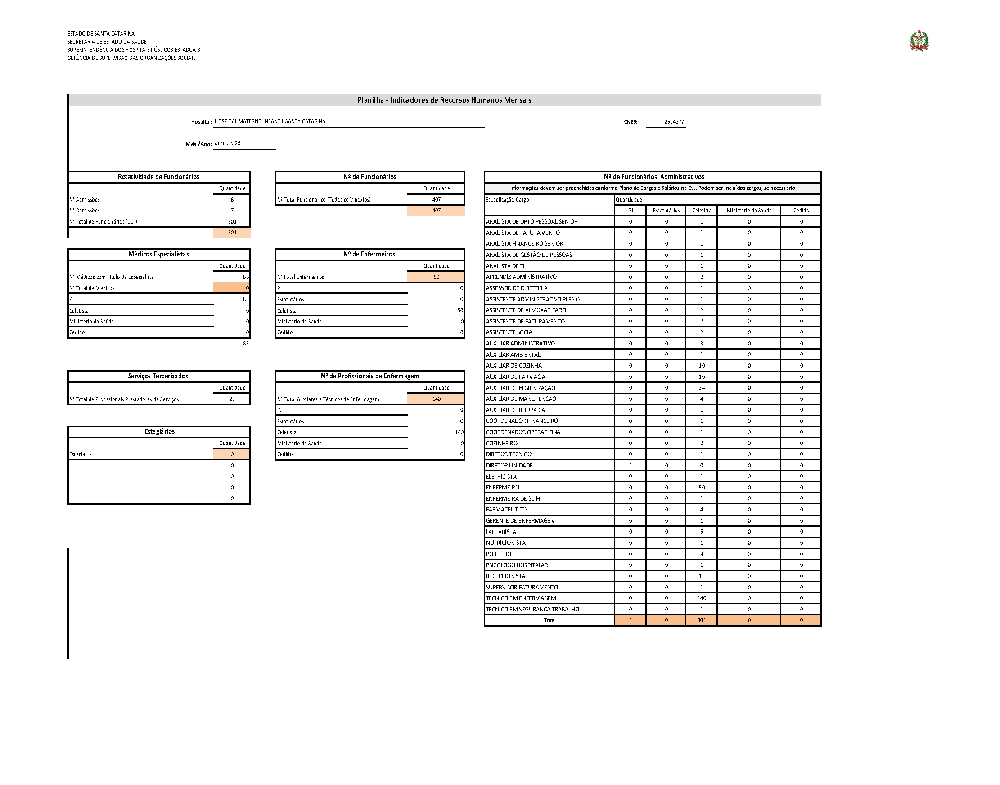 ESTADO DE SANTA CATARINA
SECRETARIA DE ESTADO DA SAÚDE
SUPERINTENDÊNCIA DOS HOSPITAIS PÚBLICOS ESTADUAIS
GERÊNCIA DE SUPERVISÃO DAS ORGANIZAÇÕES SOCIAIS
Planilha - Indicadores de Recursos Humanos Mensais
Hospital: HOSPITAL MATERNO INFANTIL SANTA CATARINA
CNES: 2594277
Mês /Ano: outubro-20
Rotatividade de Funcionários
Quantidade
N° Admissões 6
N° Demissões 7
N° Total de Funcionários (CLT) 301
301
Médicos Especialistas
Quantidade
N° Médicos com Título de Especialista 66
N° Total de Médicos 0
PJ 83
Celetista 0
Ministério da Saúde 0
Cedido 0
83
Serviços Tercerizados
Quantidade
N° Total de Profissionais Prestadores de Serviços 23
Estagiários
Quantidade
Estagiário 0
0
0
0
0
Nº de Funcionários
Quantidade
Nº Total Funcionários (Todos os Vínculos) 407
407
Nº de Enfermeiros
Quantidade
N° Total Enfermeiros 50
PJ 0
Estatutários 0
Celetista 50
Ministério da Saúde 0
Cedido 0
Nº de Profissionais de Enfermagem
Quantidade
Nº Total Auxliares e Técnicos de Enfermagem 140
PJ 0
Estatutários 0
Celetista 140
Ministério da Saúde 0
Cedido 0
Nº de Funcionários Administrativos
Informações devem ser preenchidas conforme Plano de Cargos e Salários na O.S. Podem ser incluídos cargos, se necessário.
Especficação Cargo Quantidade
PJ Estatutários Celetista Ministério da Saúde Cedido
ANALISTA DE DPTO PESSOAL SENIOR 0 0 1 0 0
ANALISTA DE FATURAMENTO 0 0 1 0 0
ANALISTA FINANCEIRO SENIOR 0 0 1 0 0
ANALISTA DE GESTÃO DE PESSOAS 0 0 1 0 0
ANALISTA DE TI 0 0 1 0 0
APRENDIZ ADMINISTRATIVO 0 0 2 0 0
ASSESSOR DE DIRETORIA 0 0 1 0 0
ASSISTENTE ADMINISTRATIVO PLENO 0 0 1 0 0
ASSISTENTE DE ALMOXARIFADO 0 0 2 0 0
ASSISTENTE DE FATURAMENTO 0 0 2 0 0
ASSISTENTE SOCIAL 0 0 2 0 0
AUXILIAR ADMINISTRATIVO 0 0 3 0 0
AUXILIAR AMBIENTAL 0 0 1 0 0
AUXILIAR DE COZINHA 0 0 10 0 0
AUXILIAR DE FARMACIA 0 0 10 0 0
AUXILIAR DE HIGIENIZAÇÃO 0 0 24 0 0
AUXILIAR DE MANUTENCAO 0 0 4 0 0
AUXILIAR DE ROUPARIA 0 0 1 0 0
COORDENADOR FINANCEIRO 0 0 1 0 0
COORDENADOR OPERACIONAL 0 0 1 0 0
COZINHEIRO 0 0 2 0 0
DIRETOR TÉCNICO 0 0 1 0 0
DIRETOR UNIDADE 1 0 0 0 0
ELETRICISTA 0 0 1 0 0
ENFERMEIRO 0 0 50 0 0
ENFERMEIRA DE SCIH 0 0 1 0 0
FARMACEUTICO 0 0 4 0 0
GERENTE DE ENFERMAGEM 0 0 1 0 0
LACTARISTA 0 0 5 0 0
NUTRICIONISTA 0 0 1 0 0
PORTEIRO 0 0 9 0 0
PSICOLOGO HOSPITALAR 0 0 1 0 0
RECEPCIONISTA 0 0 13 0 0
SUPERVISOR FATURAMENTO 0 0 1 0 0
TECNICO EM ENFERMAGEM 0 0 140 0 0
TECNICO EM SEGURANCA TRABALHO 0 0 1 0 0
Total 1 0 301 0 0